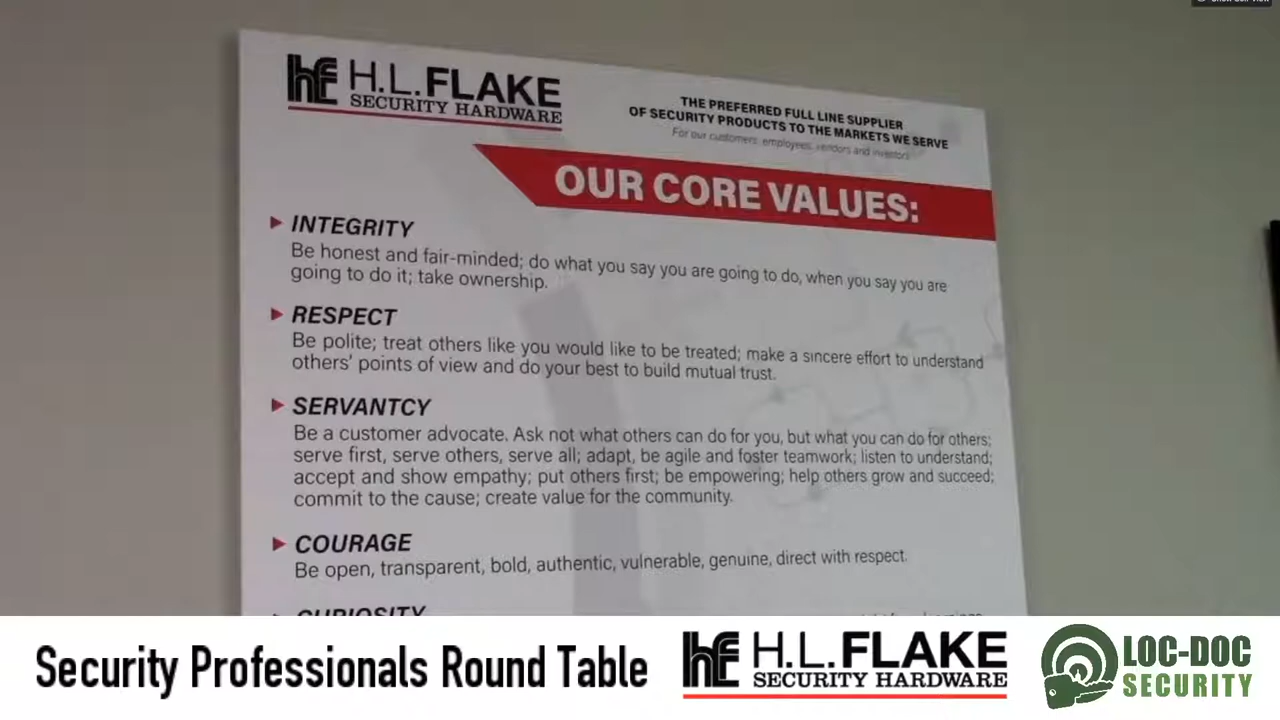 H.L.FLAKE
SECURITY HARDWARE
THE PREFERRED FULL LINE SUPPLIER
OF SECURITY PRODUCTS TO THE MARKETS WE SERVE
For our customers, employees, vendors and investors
OUR CORE VALUES:
INTEGRITY
Be honest and fair-minded; do what you say you are going to do, when you say you are
going to do it; take ownership.
RESPECT
Be polite; treat others like you would like to be treated; make a sincere effort to understand
others' points of view and do your best to build mutual trust.
SERVANTCY
Be a customer advocate. Ask not what others can do for you, but what you can do for others;
serve first, serve others, serve all; adapt, be agile and foster teamwork; listen to understand;
accept and show empathy; put others first; be empowering; help others grow and succeed;
commit to the cause; create value for the community.
COURAGE
Be open, transparent, bold, authentic, vulnerable, genuine, direct with respect.
CURIOSITY
Security Professionals Round Table
H.L.FLAKE
SECURITY HARDWARE
LOC-DOC
SECURITY